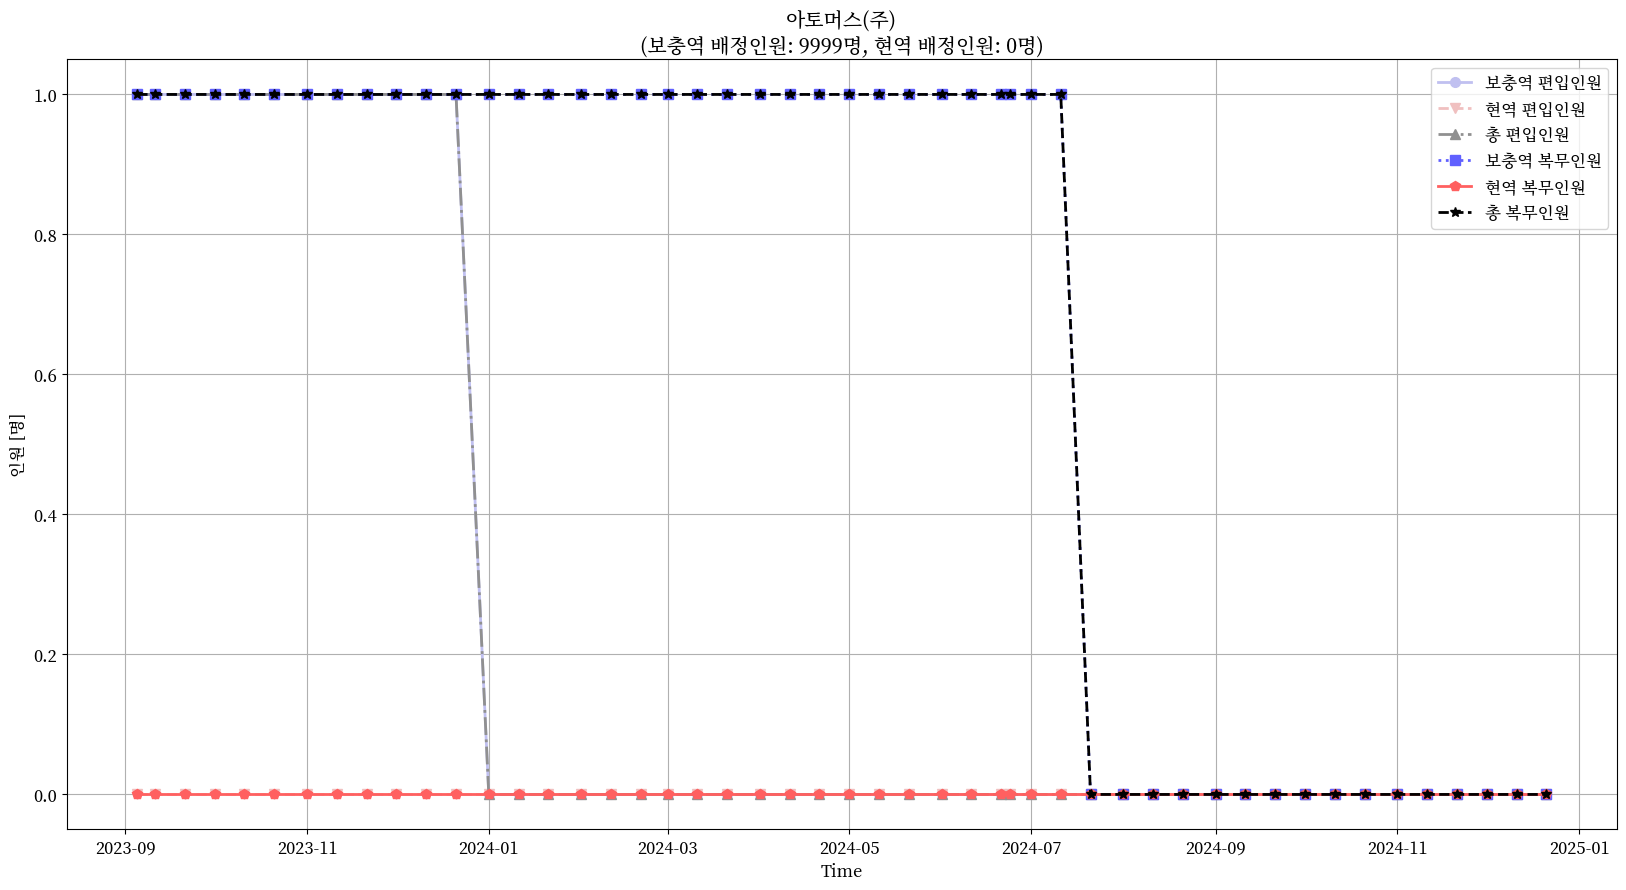 아토머스(주)
(보충역 배정인원: 9999명, 현역 배정인원: 0명)
보충역 편입인원
현역 편입인원
총 편입인원
보충역 복무인원
현역 복무인원
총 복무인원
1.0
0.8
0.6
0.4
0.2
0.0
인원 [명]
2023-09
2023-11
2024-01
2024-03
2024-05
2024-07
2024-09
2024-11
2025-01
Time